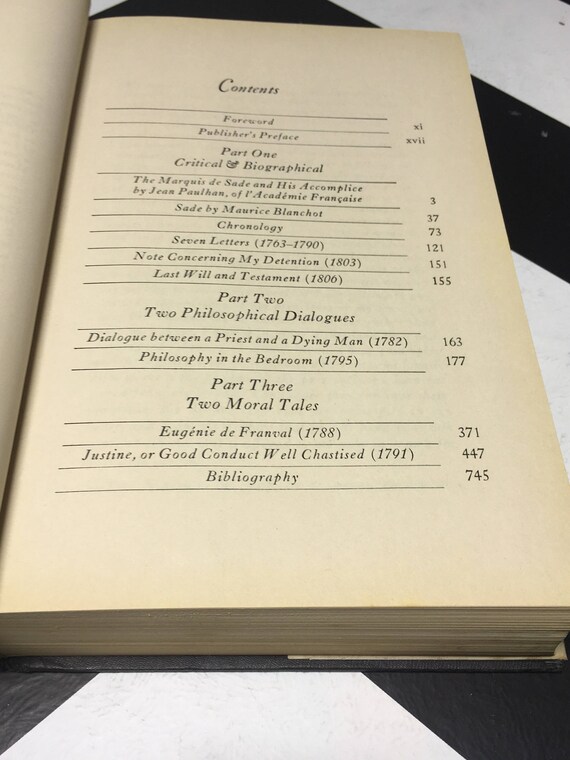 Contents
Foreword xi
Publisher's Preface xvii
Part One
Critical & Biographical
The Marquis de Sade and His Accomplice
by Jean Paulhan, of l'Académie Française 3
Sade by Maurice Blanchot 37
Chronology 73
Seven Letters (1763–1790) 121
Note Concerning My Detention (1803) 151
Last Will and Testament (1806) 155
Part Two
Two Philosophical Dialogues
Dialogue between a Priest and a Dying Man (1782) 163
Philosophy in the Bedroom (1795) 177
Part Three
Two Moral Tales
Eugénie de Franval (1788) 371
Justine, or Good Conduct Well Chastised (1791) 447
Bibliography 745